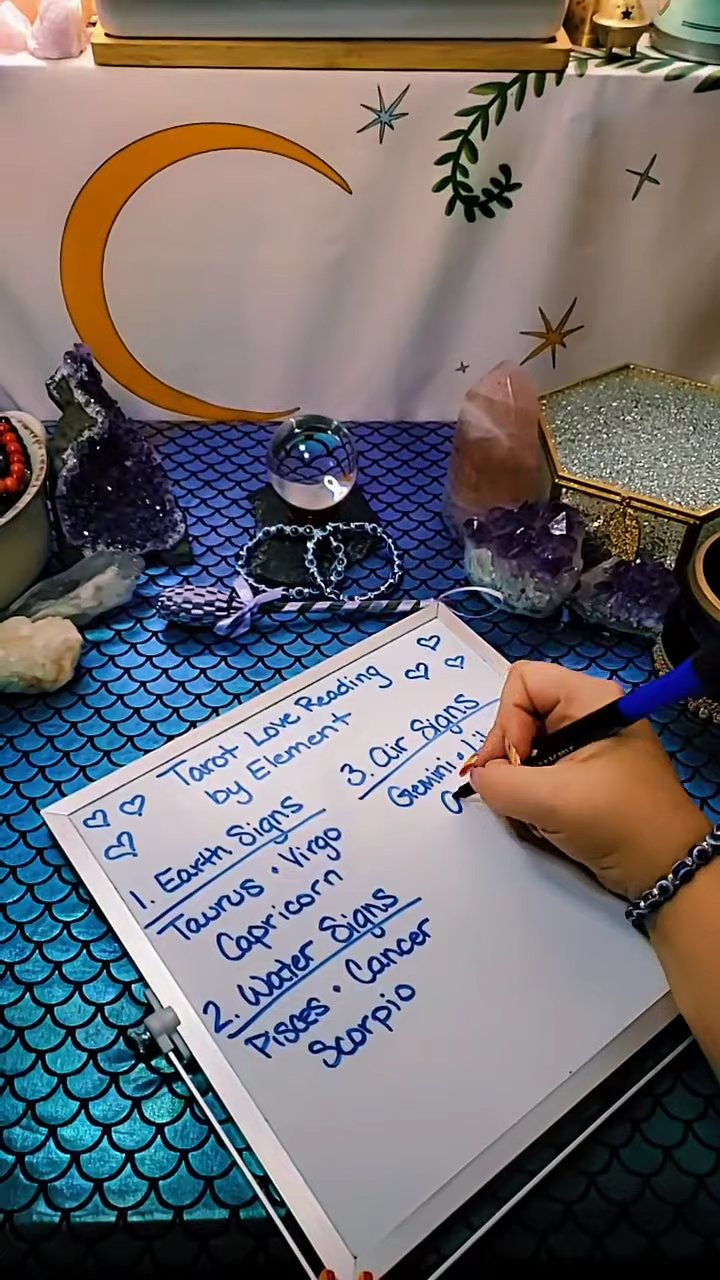 Tarot Love Reading
by Element
1. Earth Signs
Taurus • Virgo
Capricorn
2. Water Signs
Pisces • Cancer
Scorpio
3. Air Signs
Gemini •